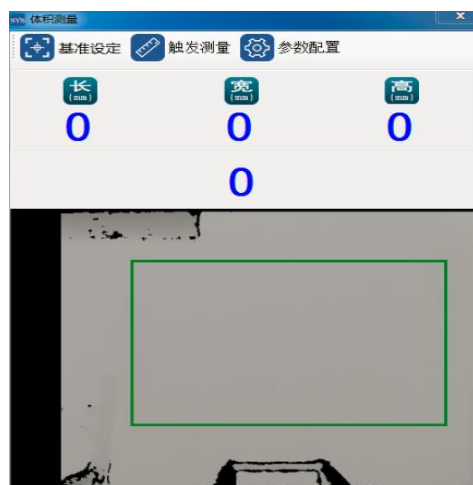 sys 体积测量
基准设定 触发测量 参数配置
长 宽 高
(mm) (mm) (mm)
0 0 0
0